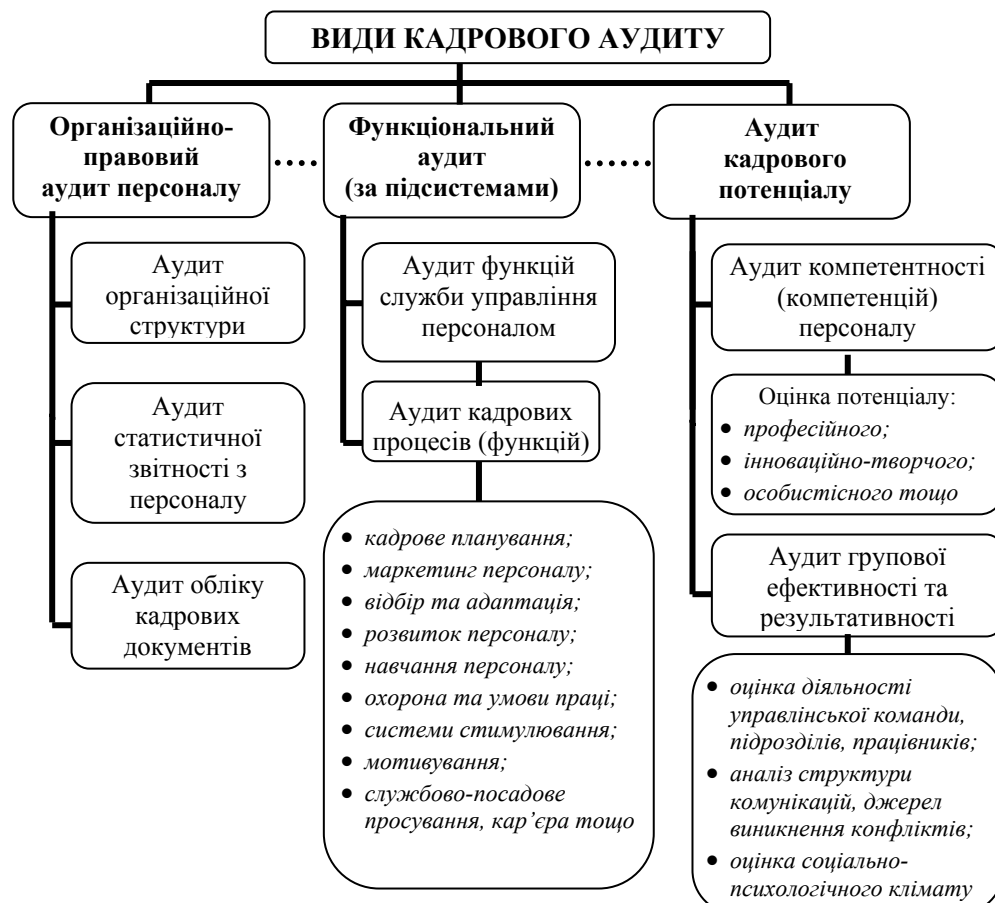 ВИДИ КАДРОВОГО АУДИТУ
Організаційно-
правовий
аудит персоналу
Функціональний
аудит
(за підсистемами)
Аудит
кадрового
потенціалу
Аудит
організаційної
структури
Аудит
статистичної
звітності з
персоналу
Аудит обліку
кадрових
документів
Аудит функцій
служби управління
персоналом
Аудит кадрових
процесів (функцій)
• кадрове планування;
• маркетинг персоналу;
• відбір та адаптація;
• розвиток персоналу;
• навчання персоналу;
• охорона та умови праці;
• системи стимулювання;
• мотивування;
• службово-посадове
просування, кар’єра тощо
Аудит компетентності
(компетенцій)
персоналу
Оцінка потенціалу:
• професійного;
• інноваційно-творчого;
• особистісного тощо
Аудит групової
ефективності та
результативності
• оцінка діяльності
управлінської команди,
підрозділів, працівників;
• аналіз структури
комунікацій, джерел
виникнення конфліктів;
• оцінка соціально-
психологічного клімату